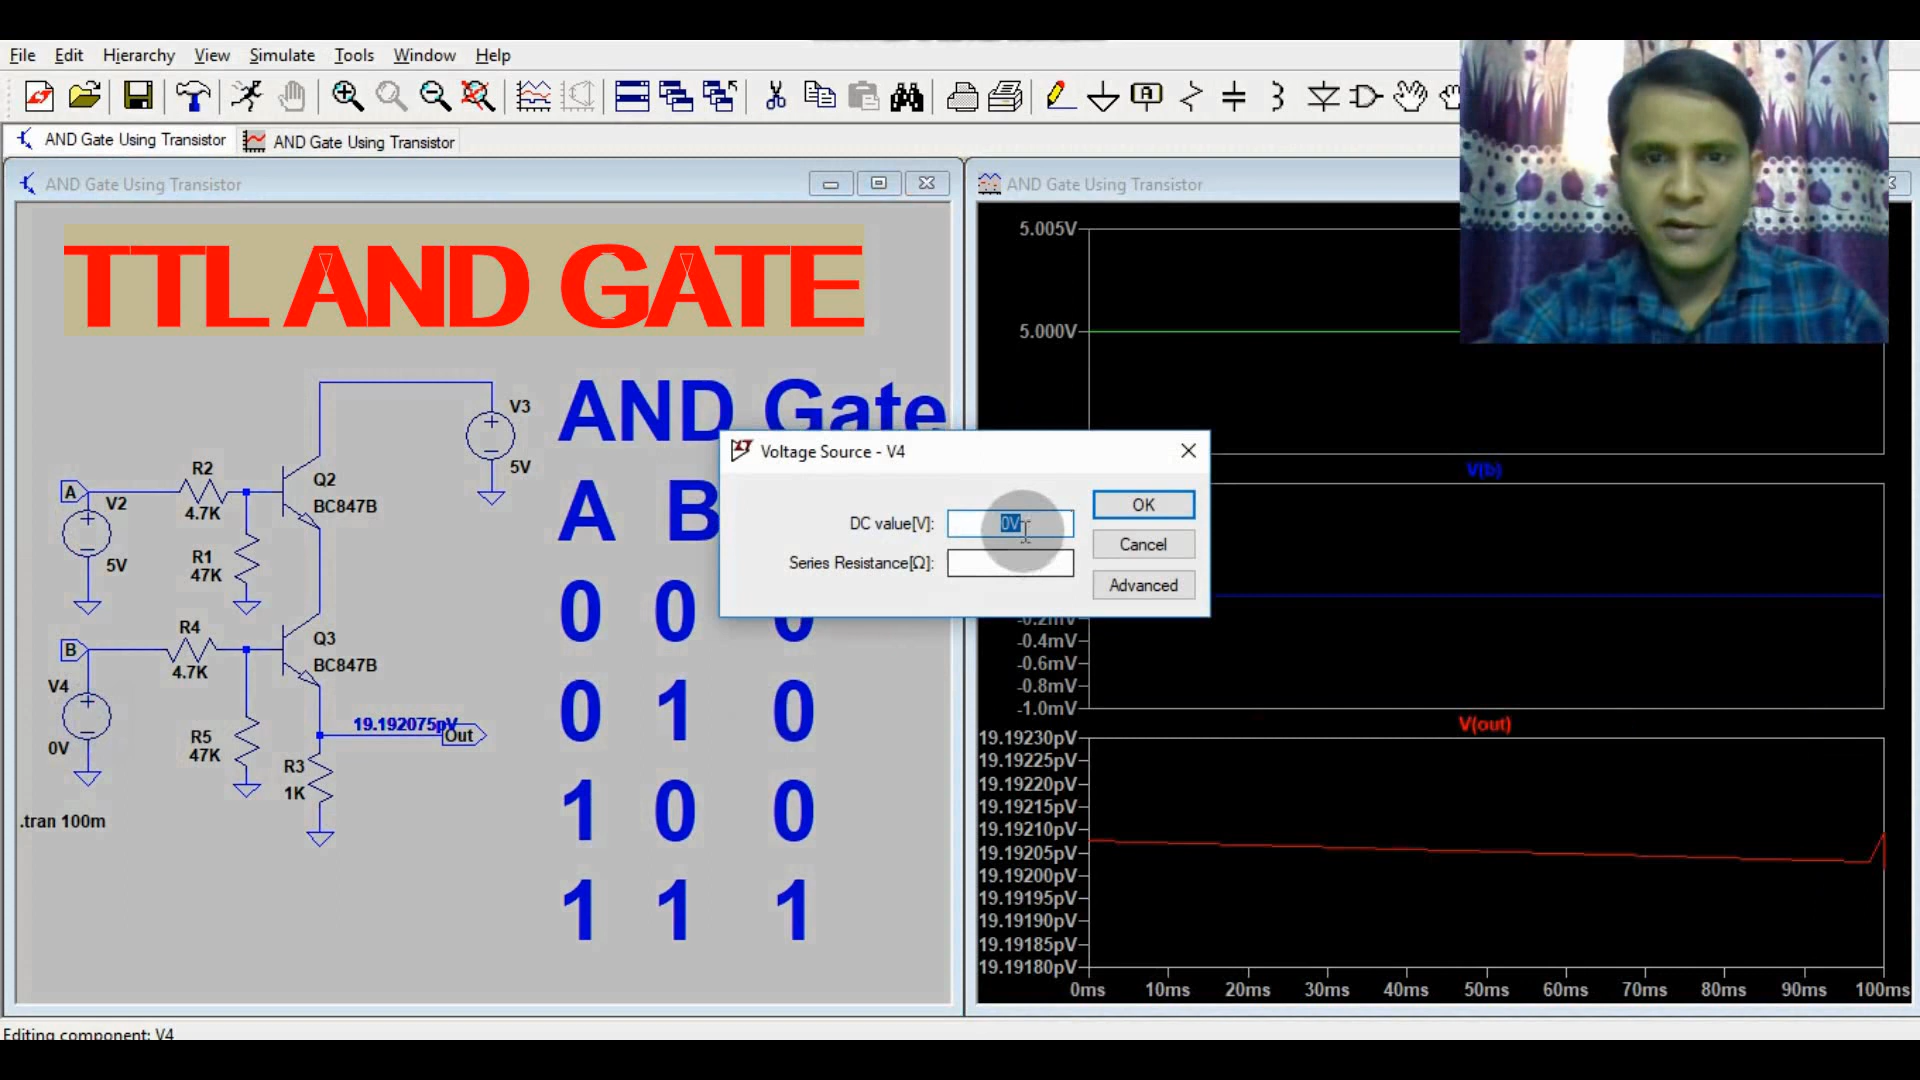 File Edit Hierarchy View Simulate Tools Window Help
AND Gate Using Transistor AND Gate Using Transistor
AND Gate Using Transistor
TTL AND GATE
V3
5V
A
V2
5V
R2
4.7K
R1
47K
Q2
BC847B
B
V4
0V
R4
4.7K
R5
47K
Q3
BC847B
19.192075pV
Out
R3
1K
.tran 100m
AND Gate
A B
0 0 0
0 1 0
1 0 0
1 1 1
Voltage Source - V4
DC value[V]: 0V
Series Resistance[Ω]:
OK
Cancel
Advanced
AND Gate Using Transistor
5.005V
5.000V
V(b)
-0.2mV
-0.4mV
-0.6mV
-0.8mV
-1.0mV
V(out)
19.19230pV
19.19225pV
19.19220pV
19.19215pV
19.19210pV
19.19205pV
19.19200pV
19.19195pV
19.19190pV
19.19185pV
19.19180pV
0ms 10ms 20ms 30ms 40ms 50ms 60ms 70ms 80ms 90ms 100ms
Editing component: V4